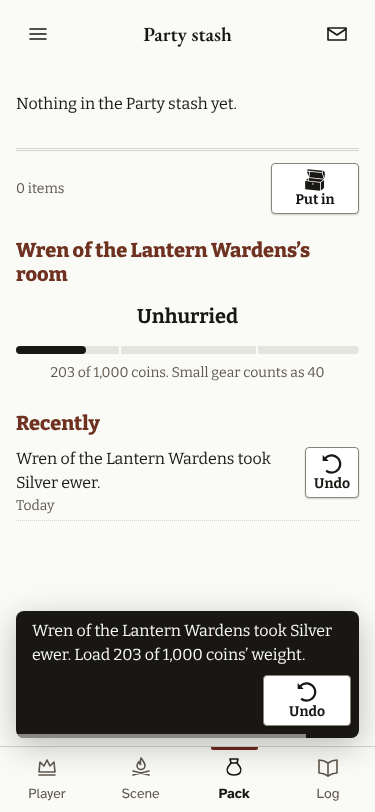 Party stash
Nothing in the Party stash yet.
0 items
Put in
Wren of the Lantern Wardens's
room
Unhurried
203 of 1,000 coins. Small gear counts as 40
Recently
Wren of the Lantern Wardens took
Silver ewer.
Today
Undo
Wren of the Lantern Wardens took Silver
ewer. Load 203 of 1,000 coins’ weight.
Undo
Player
Scene
Pack
Log